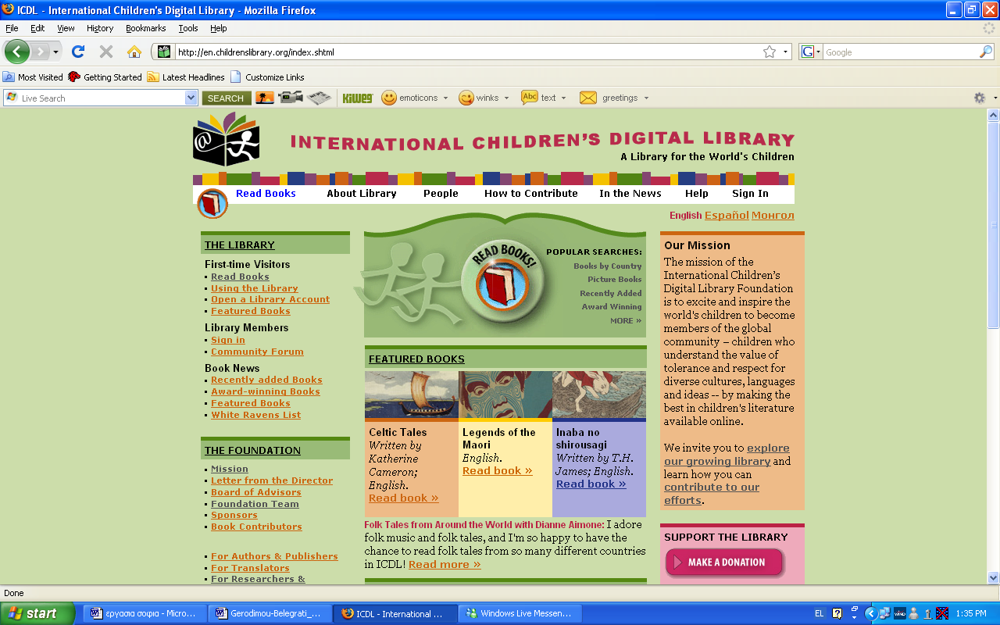 ICDL - International Children's Digital Library - Mozilla Firefox
File Edit View History Bookmarks Tools Help
http://en.childrenslibrary.org/index.shtml
Google
Most Visited Getting Started Latest Headlines Customize Links
Live Search SEARCH KiWee emoticons winks Abc text greetings
INTERNATIONAL CHILDREN'S DIGITAL LIBRARY
A Library for the World's Children
Read Books About Library People How to Contribute In the News Help Sign In
English Español Монгол
THE LIBRARY
First-time Visitors
Read Books
Using the Library
Open a Library Account
Featured Books
Library Members
Sign in
Community Forum
Book News
Recently added Books
Award-winning Books
Featured Books
White Ravens List
THE FOUNDATION
Mission
Letter from the Director
Board of Advisors
Foundation Team
Sponsors
Book Contributors
For Authors & Publishers
For Translators
For Researchers &
READ BOOKS!
POPULAR SEARCHES:
Books by Country
Picture Books
Recently Added
Award Winning
MORE »
FEATURED BOOKS
Celtic Tales
Written by
Katherine
Cameron;
English.
Read book »
Legends of the
Maori
English.
Read book »
Inaba no
shirousagi
Written by T.H.
James; English.
Read book »
Folk Tales from Around the World with Dianne Aimone: I adore
folk music and folk tales, and I'm so happy to have the
chance to read folk tales from so many different countries
in ICDL! Read more »
Our Mission
The mission of the
International Children's
Digital Library Foundation
is to excite and inspire the
world's children to become
members of the global
community – children who
understand the value of
tolerance and respect for
diverse cultures, languages
and ideas -- by making the
best in children's literature
available online.
We invite you to explore
our growing library and
learn how you can
contribute to our
efforts.
SUPPORT THE LIBRARY
MAKE A DONATION
Done
start εργασια σοφια - Micro... Gerodimou-Belegrati_... ICDL - International ... Windows Live Messen... EL 1:35 PM